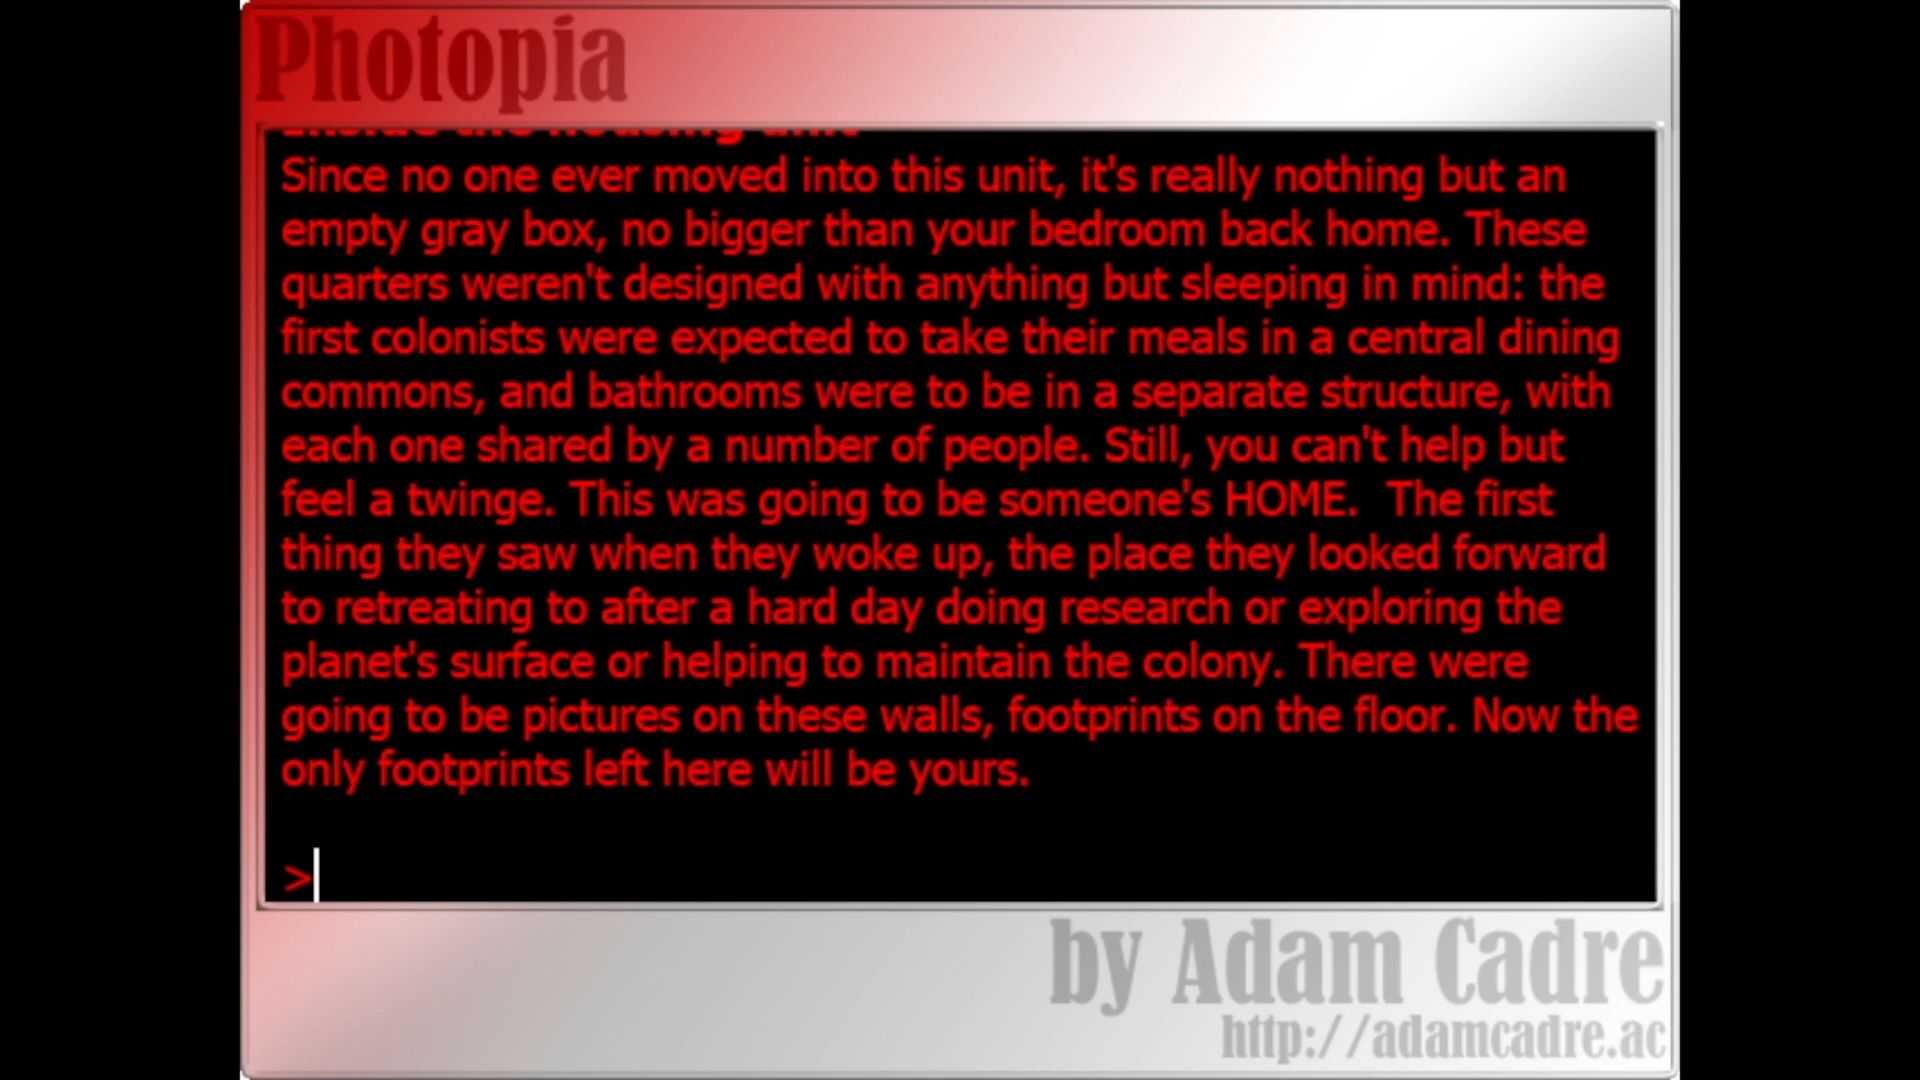 Photopia
Inside the housing unit
Since no one ever moved into this unit, it's really nothing but an
empty gray box, no bigger than your bedroom back home. These
quarters weren't designed with anything but sleeping in mind: the
first colonists were expected to take their meals in a central dining
commons, and bathrooms were to be in a separate structure, with
each one shared by a number of people. Still, you can't help but
feel a twinge. This was going to be someone's HOME.  The first
thing they saw when they woke up, the place they looked forward
to retreating to after a hard day doing research or exploring the
planet's surface or helping to maintain the colony. There were
going to be pictures on these walls, footprints on the floor. Now the
only footprints left here will be yours.
>
by Adam Cadre
http://adamcadre.ac